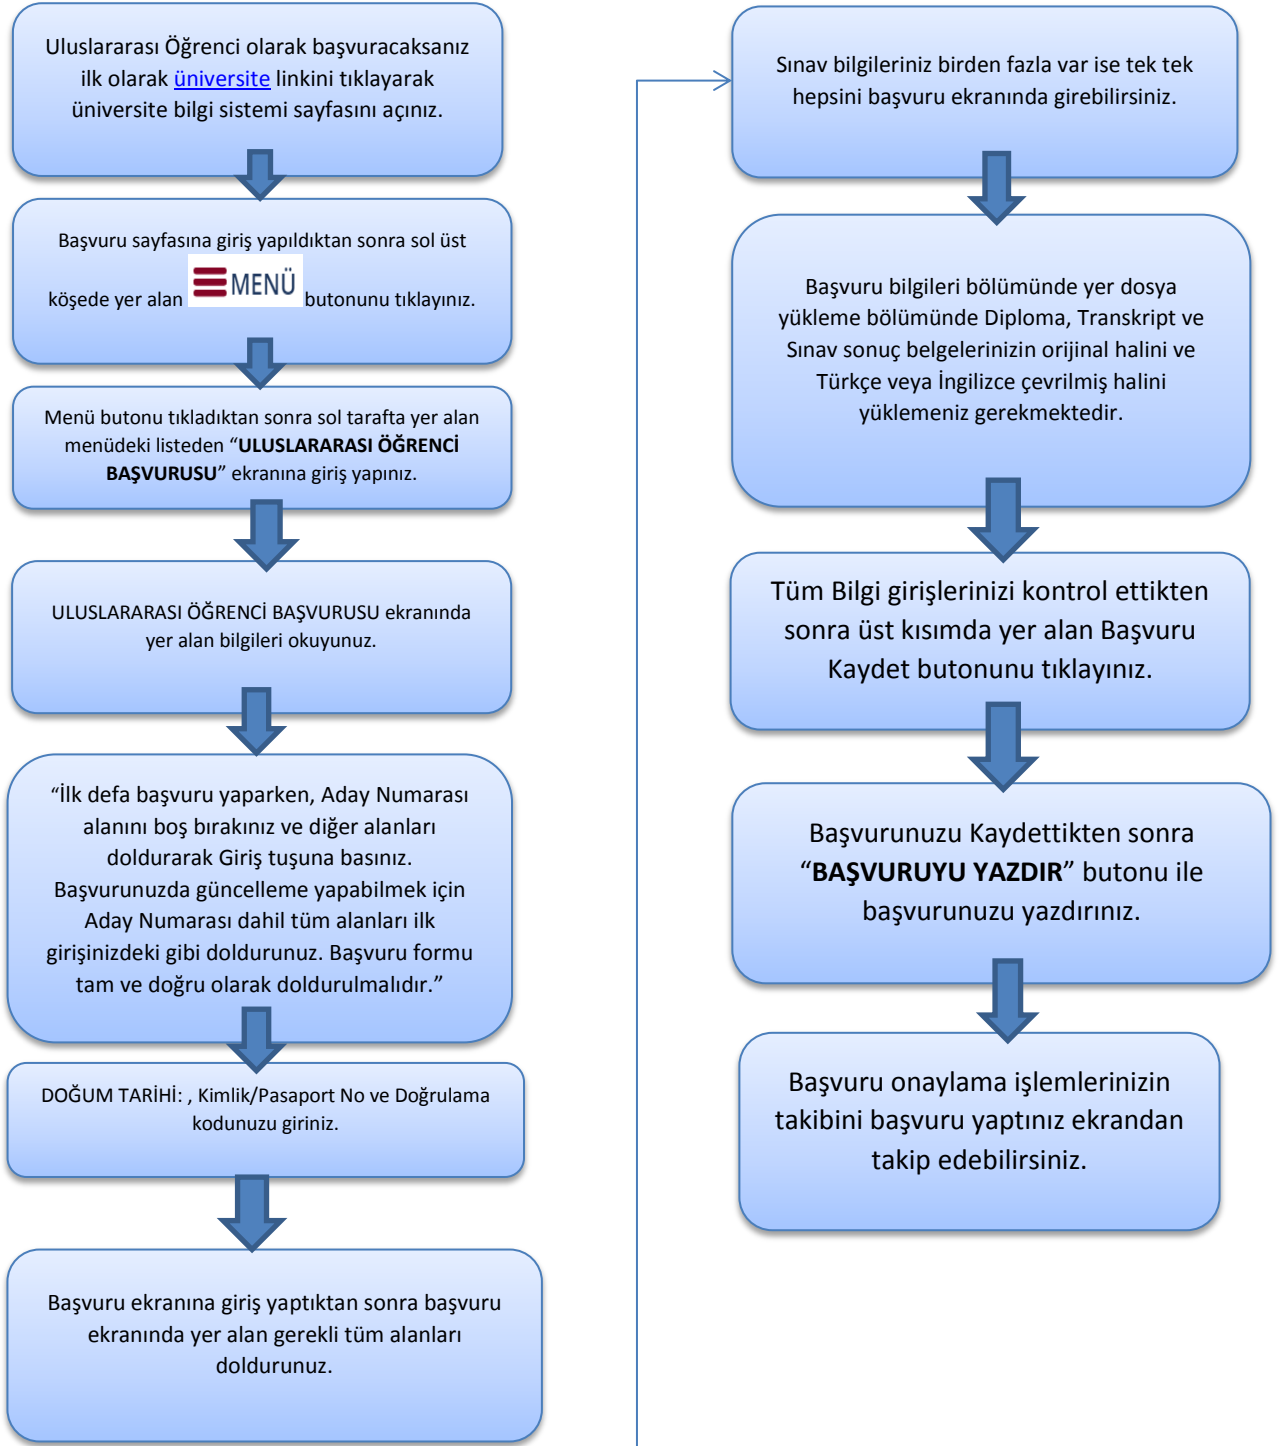 Uluslararası Öğrenci olarak başvuracaksanız
ilk olarak üniversite linkini tıklayarak
üniversite bilgi sistemi sayfasını açınız.
Başvuru sayfasına giriş yapıldıktan sonra sol üst
köşede yer alan MENÜ butonunu tıklayınız.
Menü butonu tıkladıktan sonra sol tarafta yer alan
menüdeki listeden “ULUSLARARASI ÖĞRENCİ
BAŞVURUSU” ekranına giriş yapınız.
ULUSLARARASI ÖĞRENCİ BAŞVURUSU ekranında
yer alan bilgileri okuyunuz.
“İlk defa başvuru yaparken, Aday Numarası
alanını boş bırakınız ve diğer alanları
doldurarak Giriş tuşuna basınız.
Başvurunuzda güncelleme yapabilmek için
Aday Numarası dahil tüm alanları ilk
girişinizdeki gibi doldurunuz. Başvuru formu
tam ve doğru olarak doldurulmalıdır.”
DOĞUM TARİHİ: , Kimlik/Pasaport No ve Doğrulama
kodunuzu giriniz.
Başvuru ekranına giriş yaptıktan sonra başvuru
ekranında yer alan gerekli tüm alanları
doldurunuz.
Sınav bilgileriniz birden fazla var ise tek tek
hepsini başvuru ekranında girebilirsiniz.
Başvuru bilgileri bölümünde yer dosya
yükleme bölümünde Diploma, Transkript ve
Sınav sonuç belgelerinizin orijinal halini ve
Türkçe veya İngilizce çevrilmiş halini
yüklemeniz gerekmektedir.
Tüm Bilgi girişlerinizi kontrol ettikten
sonra üst kısımda yer alan Başvuru
Kaydet butonunu tıklayınız.
Başvurunuzu Kaydettikten sonra
“BAŞVURUYU YAZDIR” butonu ile
başvurunuzu yazdırınız.
Başvuru onaylama işlemlerinizin
takibini başvuru yaptınız ekrandan
takip edebilirsiniz.